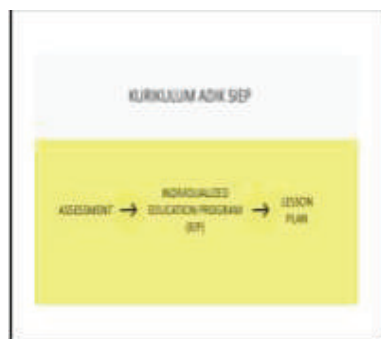 KURIKULUM ADIK SIEP
INDIVIDUALIZED
ASSESSMENT → EDUCATION PROGRAM → LESSON
PLAN
(IEP)